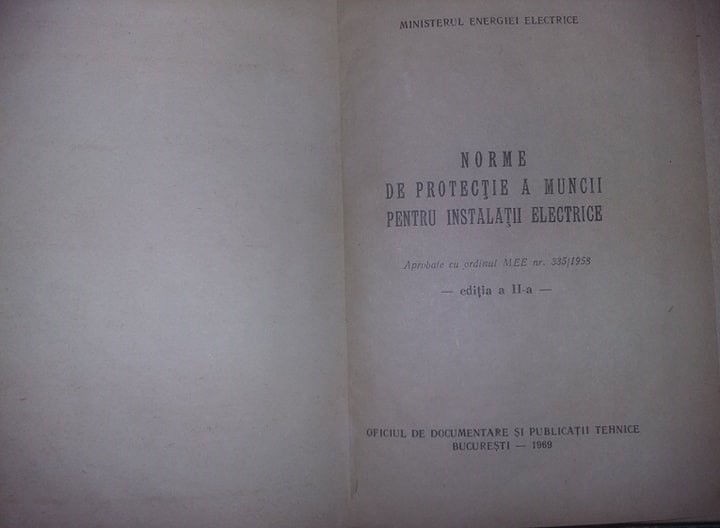 MINISTERUL ENERGIEI ELECTRICE
NORME
DE PROTECŢIE A MUNCII
PENTRU INSTALAŢII ELECTRICE
Aprobate cu ordinul MEE nr. 335/1958
— ediţia a II-a —
OFICIUL DE DOCUMENTARE ŞI PUBLICAŢII TEHNICE
BUCUREŞTI — 1969